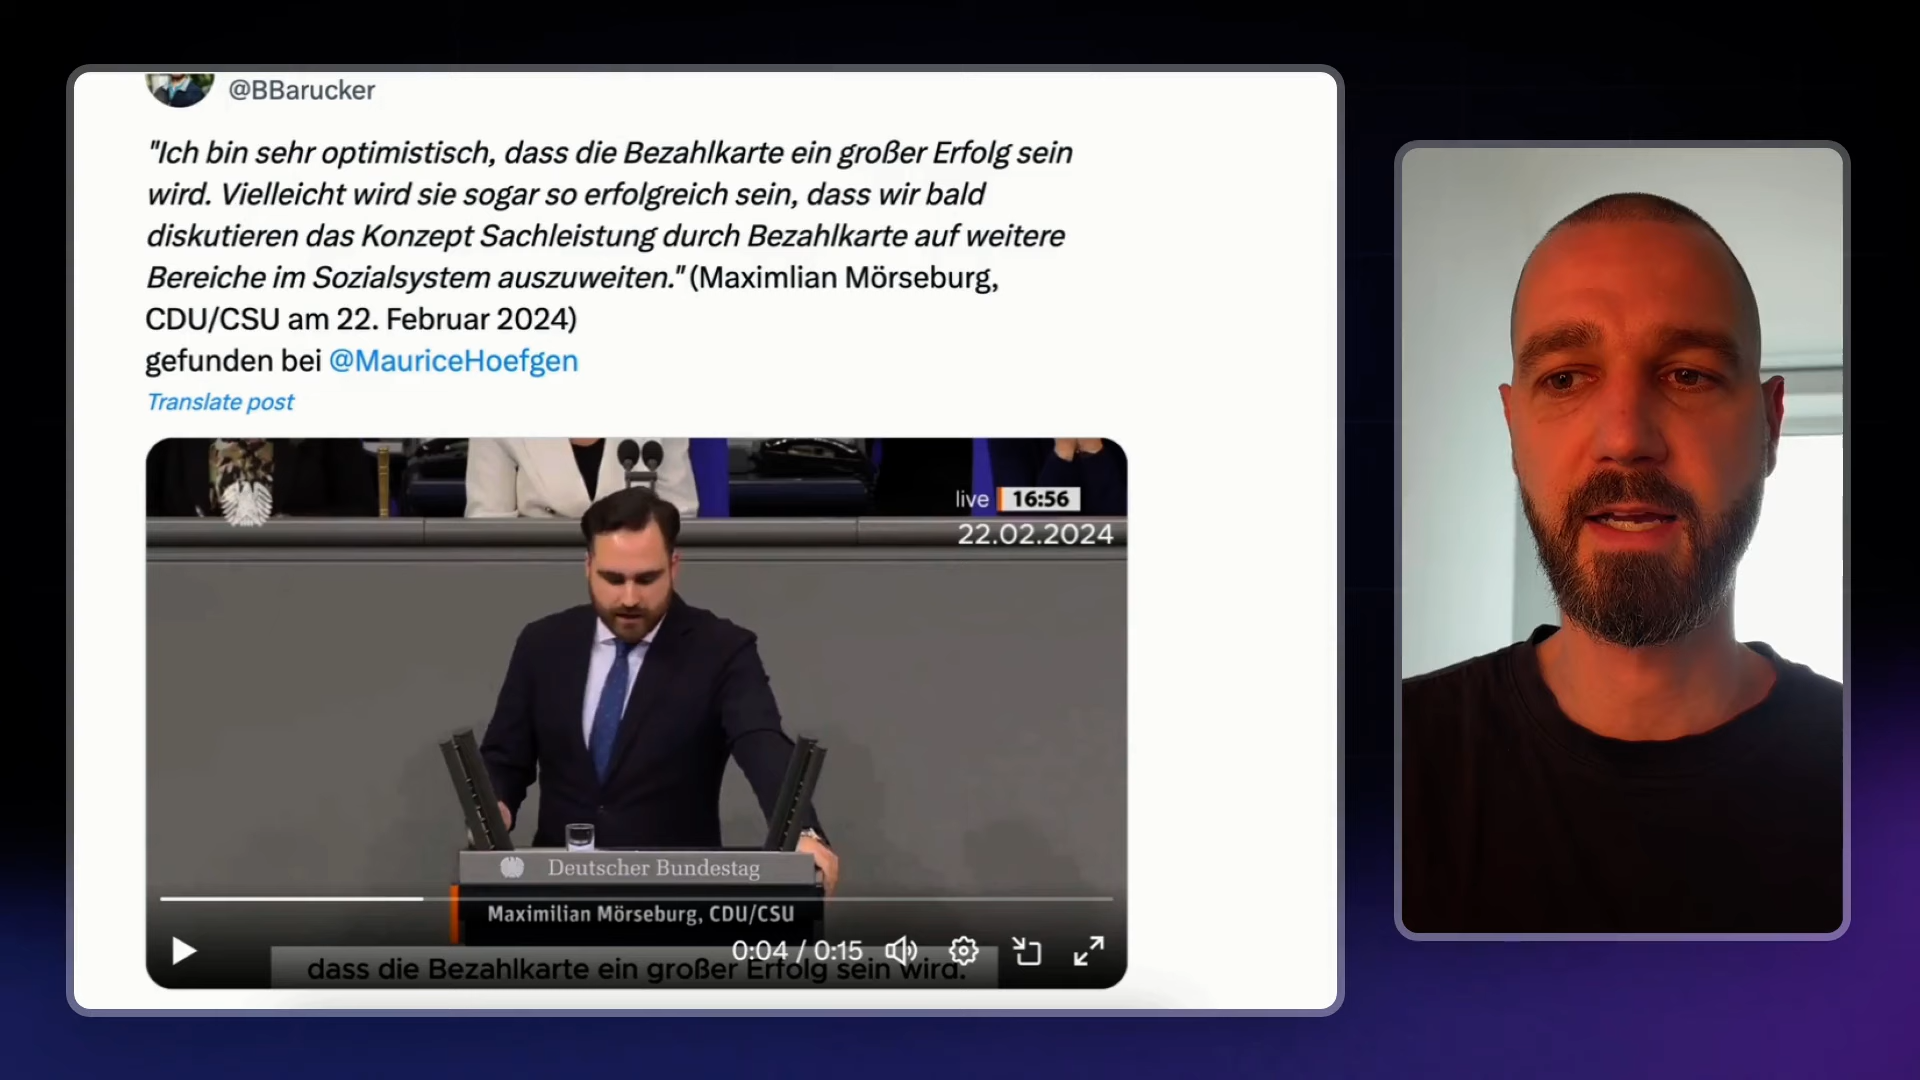 @BBarucker
"Ich bin sehr optimistisch, dass die Bezahlkarte ein großer Erfolg sein
wird. Vielleicht wird sie sogar so erfolgreich sein, dass wir bald
diskutieren das Konzept Sachleistung durch Bezahlkarte auf weitere
Bereiche im Sozialsystem auszuweiten." (Maximlian Mörseburg,
CDU/CSU am 22. Februar 2024)
gefunden bei @MauriceHoefgen
Translate post
live 16:56
22.02.2024
Deutscher Bundestag
Maximilian Mörseburg, CDU/CSU
0:04 / 0:15
dass die Bezahlkarte ein großer Erfolg sein wird.